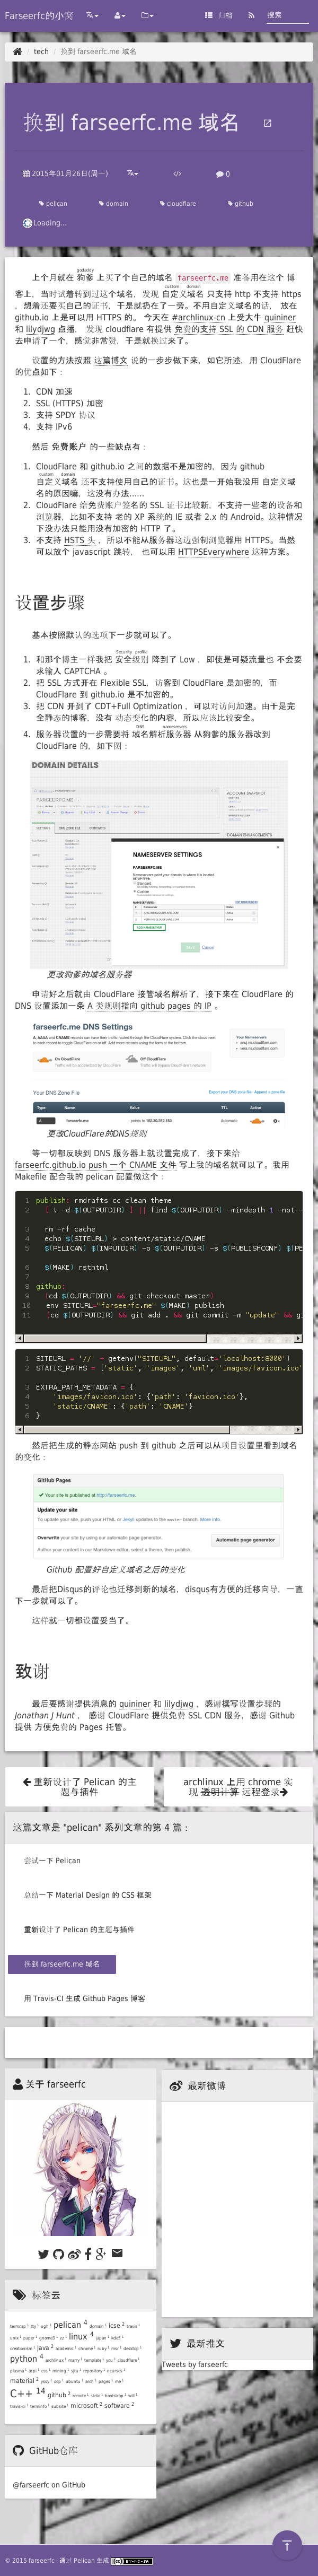 Farseerfc的小窝
归档
搜索
tech / 换到 farseerfc.me 域名
换到 farseerfc.me 域名
2015年01月26日(周一)
0
pelican
domain
cloudflare
github
Loading...
godaddy
上个月就在 狗爹 上买了个自己的域名 farseerfc.me 准备用在这个 博
custom domain
客上，当时试着转到过这个域名，发现 自定义域名 只支持 http 不支持 https
，想着还要买自己的证书，于是就扔在了一旁。不用自定义域名的话，放在
github.io 上是可以用 HTTPS 的。 今天在 #archlinux-cn 上受大牛 quininer
和 lilydjwg 点播， 发现 cloudflare 有提供 免费的支持 SSL 的 CDN 服务 赶快
去申请了一个，感觉非常赞，于是就换过来了。
设置的方法按照 这篇博文 说的一步步做下来，如它所述，用 CloudFlare
的优点如下：
1. CDN 加速
2. SSL (HTTPS) 加密
3. 支持 SPDY 协议
4. 支持 IPv6
然后 免费账户 的一些缺点有：
1. CloudFlare 和 github.io 之间的数据不是加密的，因为 github
custom domain
自定义域名 还不支持使用自己的证书。这也是一开始我没用 自定义域
名的原因嘛，这没有办法……
2. CloudFlare 给免费账户签名的 SSL 证书比较新，不支持一些老的设备和
浏览器，比如不支持 老的 XP 系统的 IE 或者 2.x 的 Android。这种情况
下没办法只能用没有加密的 HTTP 了。
3. 不支持 HSTS 头 ，所以不能从服务器这边强制浏览器用 HTTPS。当然
可以放个 javascript 跳转， 也可以用 HTTPSEverywhere 这种方案。
设置步骤
基本按照默认的选项下一步就可以了。
Security profile
1. 和那个博主一样我把 安全级别 降到了 Low ，即使是可疑流量也 不会要
求输入 CAPTCHA 。
2. 把 SSL 方式开在 Flexible SSL，访客到 CloudFlare 是加密的，而
CloudFlare 到 github.io 是不加密的。
3. 把 CDN 开到了 CDT+Full Optimization ，可以对访问加速。由于是完
全静态的博客，没有 动态变化的内容，所以应该比较安全。
DNS nameservers
4. 服务器设置的一步需要将 域名解析服务器 从狗爹的服务器改到
CloudFlare 的，如下图：
DOMAIN DETAILS
FARSEERFC.ME
NAMESERVER SETTINGS
更改狗爹的域名服务器
申请好之后就由 CloudFlare 接管域名解析了，接下来在 CloudFlare 的
DNS 设置添加一条 A 类规则指向 github pages 的 IP 。
farseerfc.me DNS Settings
Your DNS Zone File
更改CloudFlare的DNS规则
等一切都反映到 DNS 服务器上就设置完成了，接下来给
farseerfc.github.io push 一个 CNAME 文件 写上我的域名就可以了。我用
Makefile 配合我的 pelican 配置做这个：
1 publish: rmdrafts cc clean theme
2 [ ! -d $(OUTPUTDIR) ] || find $(OUTPUTDIR) -mindepth 1 -not -
3 rm -rf cache
4 echo $(SITEURL) > content/static/CNAME
5 $(PELICAN) $(INPUTDIR) -o $(OUTPUTDIR) -s $(PUBLISHCONF) $(PE
6 $(MAKE) rsthtml
7
8 github:
9 (cd $(OUTPUTDIR) && git checkout master)
10 env SITEURL="farseerfc.me" $(MAKE) publish
11 (cd $(OUTPUTDIR) && git add . && git commit -m "update" && gi
1 SITEURL = '//' + getenv("SITEURL", default='localhost:8000')
2 STATIC_PATHS = ['static', 'images', 'uml', 'images/favicon.ico'
3 EXTRA_PATH_METADATA = {
4 'images/favicon.ico': {'path': 'favicon.ico'},
5 'static/CNAME': {'path': 'CNAME'}
6 }
然后把生成的静态网站 push 到 github 之后可以从项目设置里看到域名
的变化：
GitHub Pages
Your site is published at http://farseerfc.me.
Update your site
Automatic page generator
Github 配置好自定义域名之后的变化
最后把Disqus的评论也迁移到新的域名，disqus有方便的迁移向导，一直
下一步就可以了。
这样就一切都设置妥当了。
致谢
最后要感谢提供消息的 quininer 和 lilydjwg ，感谢撰写设置步骤的
Jonathan J Hunt ， 感谢 CloudFlare 提供免费 SSL CDN 服务，感谢 Github
提供 方便免费的 Pages 托管。
重新设计了 Pelican 的主
题与插件
archlinux 上用 chrome 实
现 透明计算 远程登录
这篇文章是 "pelican" 系列文章的第 4 篇：
尝试一下 Pelican
总结一下 Material Design 的 CSS 框架
重新设计了 Pelican 的主题与插件
换到 farseerfc.me 域名
用 Travis-CI 生成 Github Pages 博客
关于 farseerfc
最新微博
标签云
pelican 4
icse 2
linux 4
java 2
python 4
material 2
C++ 14
github 2
microsoft 2
software 2
最新推文
Tweets by farseerfc
GitHub仓库
@farseerfc on GitHub
© 2015 farseerfc · 通过 Pelican 生成